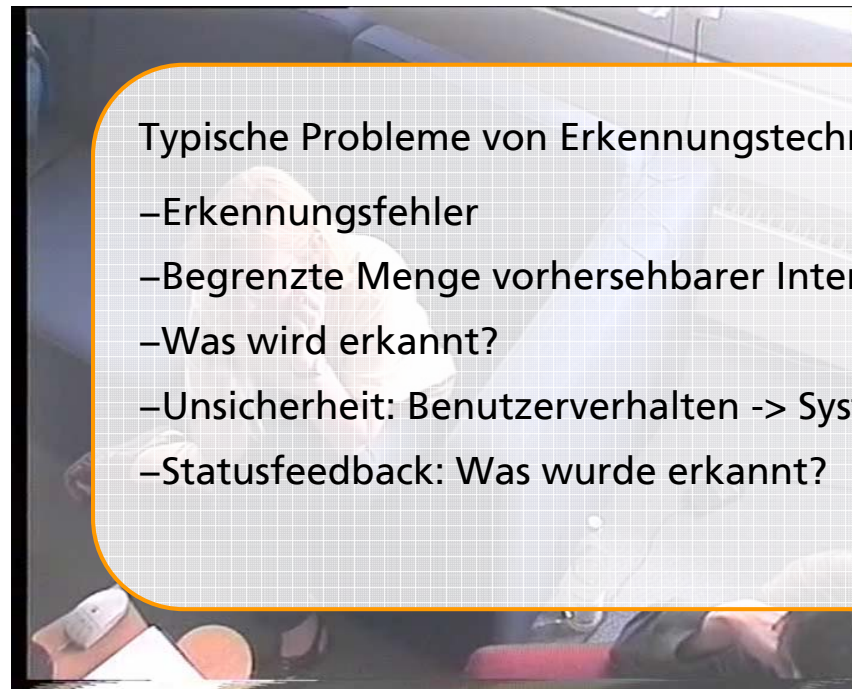 Typische Probleme von
–Erkennungsfehler
–Begrenzte Menge vorhersehbarer
–Was wird erkannt?
–Unsicherheit: Benutzerverhalten ->
–Statusfeedback: Was wurde erkannt?